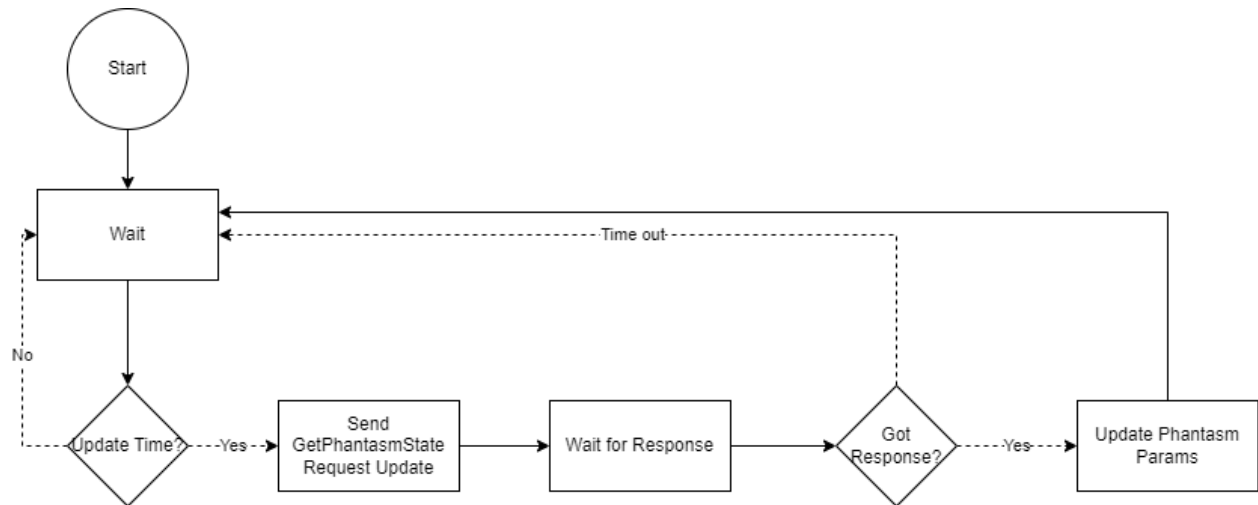 Start
Wait
Time out
No
Update Time?
Yes
Send
GetPhantasmState
Request Update
Wait for Response
Got
Response?
Yes
Update Phantasm
Params